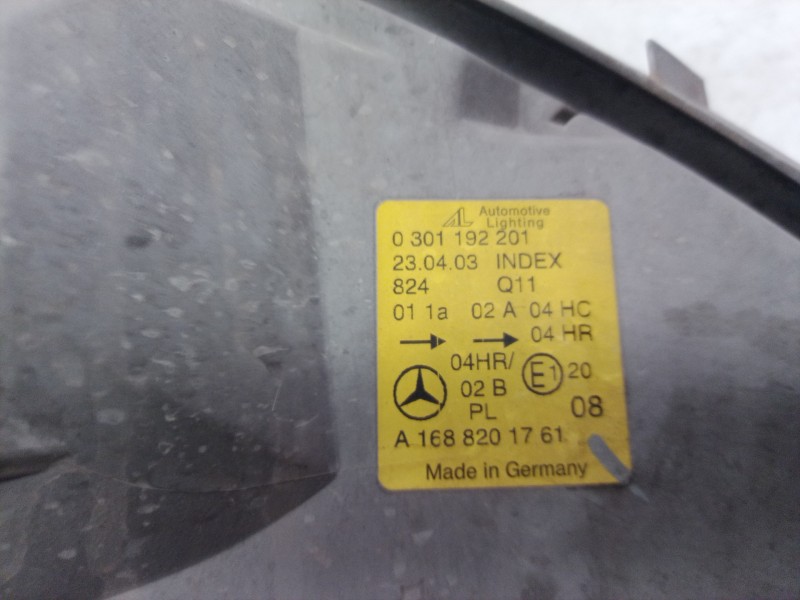 AL Automotive
Lighting
0 301 192 201
23.04.03 INDEX
824 Q11
01 1a 02 A 04 HC
04 HR
04HR/
02 B E1 20
PL 08
A 168 820 17 61
Made in Germany